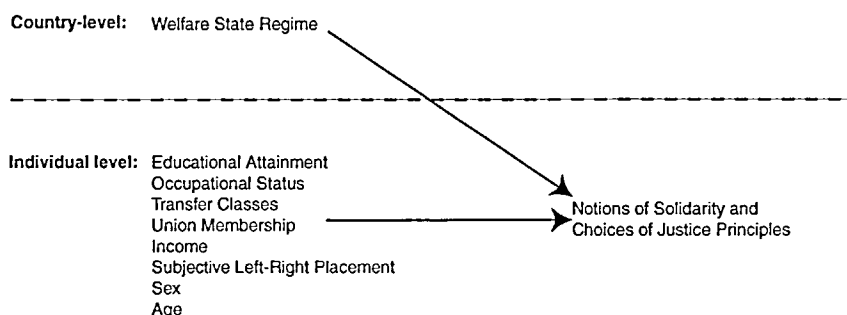 Country-level: Welfare State Regime
Individual level: Educational Attainment
Occupational Status
Transfer Classes
Union Membership
Income
Subjective Left-Right Placement
Sex
Age
Notions of Solidarity and
Choices of Justice Principles